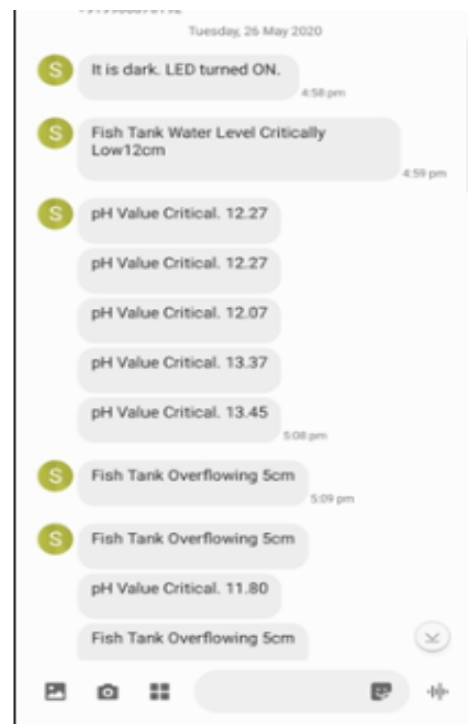 Tuesday, 26 May 2020
S
It is dark. LED turned ON.
4:58 pm
S
Fish Tank Water Level Critically
Low12cm
4:59 pm
S
pH Value Critical. 12.27
pH Value Critical. 12.27
pH Value Critical. 12.07
pH Value Critical. 13.37
pH Value Critical. 13.45
5:08 pm
S
Fish Tank Overflowing 5cm
5:09 pm
S
Fish Tank Overflowing 5cm
pH Value Critical. 11.80
Fish Tank Overflowing 5cm